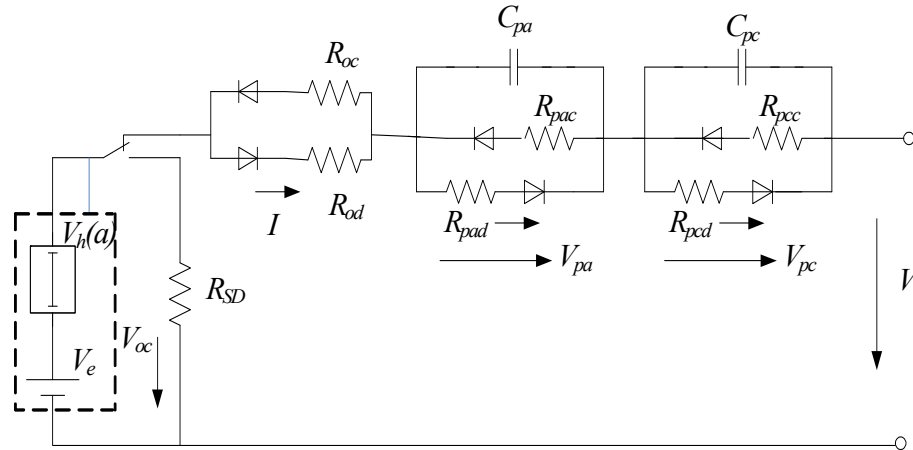 C_pa
C_pc
R_oc
R_pac
R_pcc
R_od
I
R_pad
R_pcd
V_pa
V_pc
V_h(a)
R_SD
V
V_oc
V_e